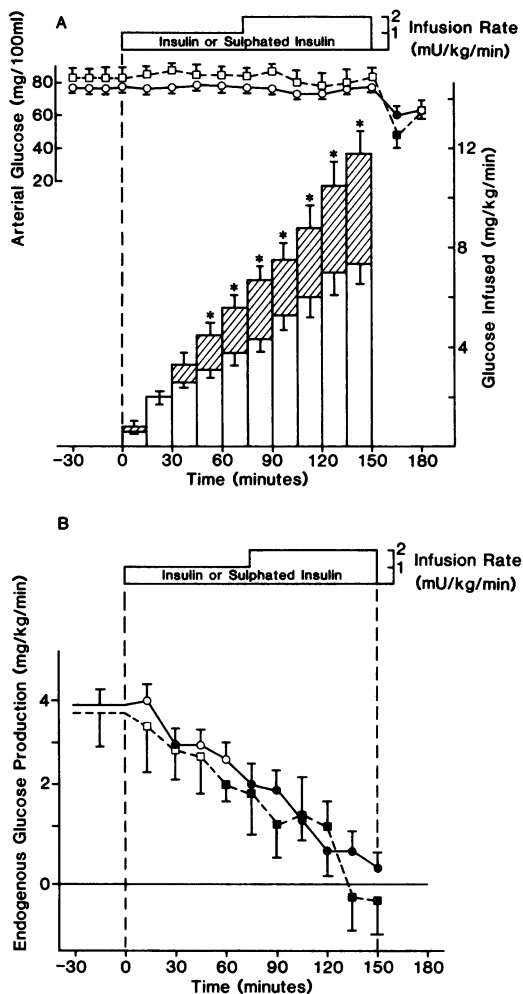 A
2
1
Infusion Rate
(mU/kg/min)
Insulin or Sulphated Insulin
Arterial Glucose (mg/100ml)
80
60
40
20
* * * * * * *
12
8
4
Glucose Infused (mg/kg/min)
-30 0 30 60 90 120 150 180
Time (minutes)
B
2
1
Infusion Rate
(mU/kg/min)
Insulin or Sulphated Insulin
Endogenous Glucose Production (mg/kg/min)
4
2
0
-30 0 30 60 90 120 150 180
Time (minutes)